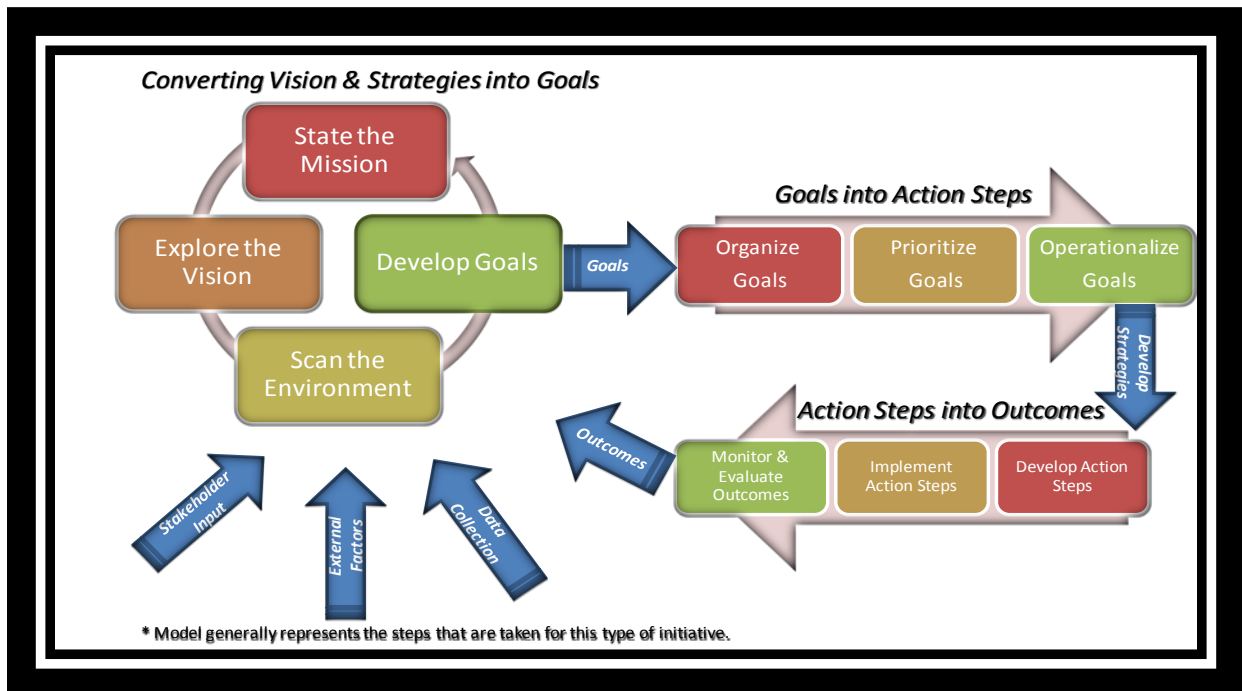 Converting Vision & Strategies into Goals
State the
Mission
Explore the
Vision
Develop Goals
Scan the
Environment
Goals
Goals into Action Steps
Organize
Goals
Prioritize
Goals
Operationalize
Goals
Develop
Strategies
Action Steps into Outcomes
Develop Action
Steps
Implement
Action Steps
Monitor &
Evaluate
Outcomes
Outcomes
Stakeholder
Input
External
Factors
Data
Collection
* Model generally represents the steps that are taken for this type of initiative.